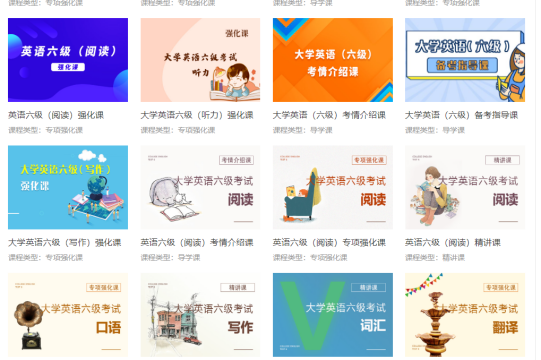 课程类型：专项强化课
课程类型：专项强化课
课程类型：导学课
课程类型：专项强化课
英语六级（阅读）
强化课
强化课
大学英语六级考试
听力
大学英语（六级）
考情介绍课
大学英语（六级）
备考指导课
英语六级（阅读）强化课
大学英语六级（听力）强化课
大学英语（六级）考情介绍课
大学英语（六级）备考指导课
课程类型：专项强化课
课程类型：专项强化课
课程类型：导学课
课程类型：导学课
大学英语六级（写作）
强化课
考情介绍课
大学英语六级考试
阅读
专项强化课
大学英语六级考试
阅读
精讲课
大学英语六级考试
阅读
大学英语六级（写作）强化课
英语六级（阅读）考情介绍课
英语六级（阅读）专项强化课
英语六级（阅读）精讲课
课程类型：专项强化课
课程类型：导学课
课程类型：专项强化课
课程类型：精讲课
专项强化课
大学英语六级考试
口语
精讲课
大学英语六级考试
写作
精讲课
大学英语六级考试
词汇
专项强化课
大学英语六级考试
翻译